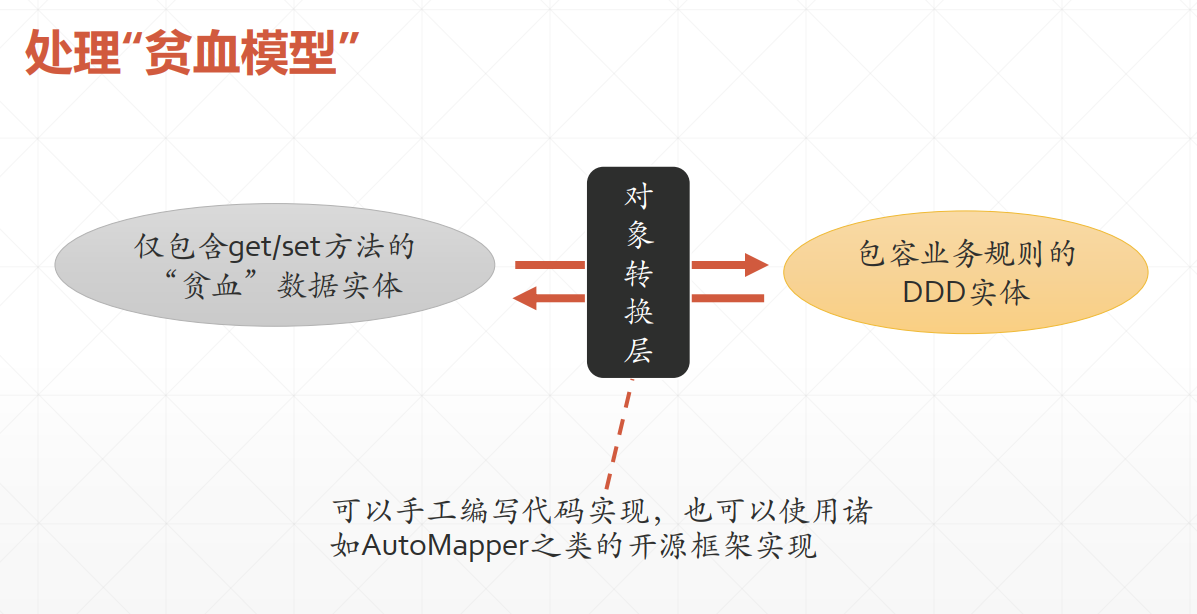 处理“贫血模型”
仅包含get/set方法的
“贫血”数据实体
对
象
转
换
层
包容业务规则的
DDD实体
可以手工编写代码实现，也可以使用诸
如AutoMapper之类的开源框架实现